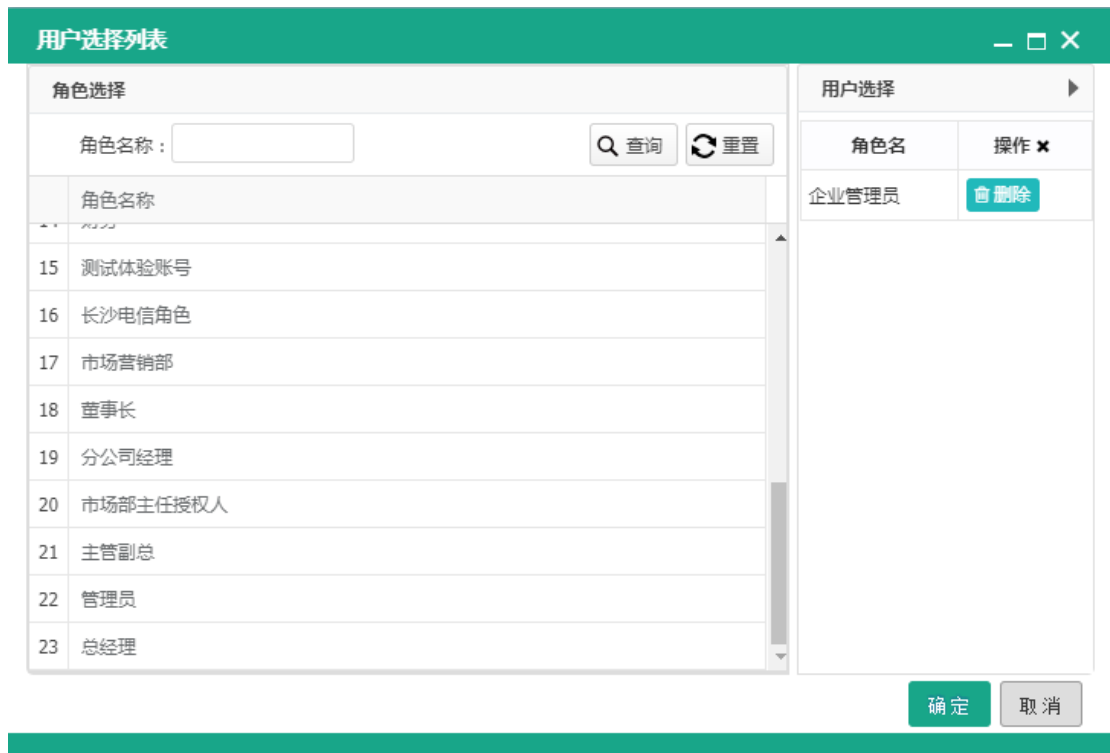 用户选择列表
角色选择
角色名称：
查询
重置
角色名称
15 测试体验账号
16 长沙电信角色
17 市场营销部
18 董事长
19 分公司经理
20 市场部主任授权人
21 主管副总
22 管理员
23 总经理
用户选择
角色名 操作
企业管理员 删除
确定 取消